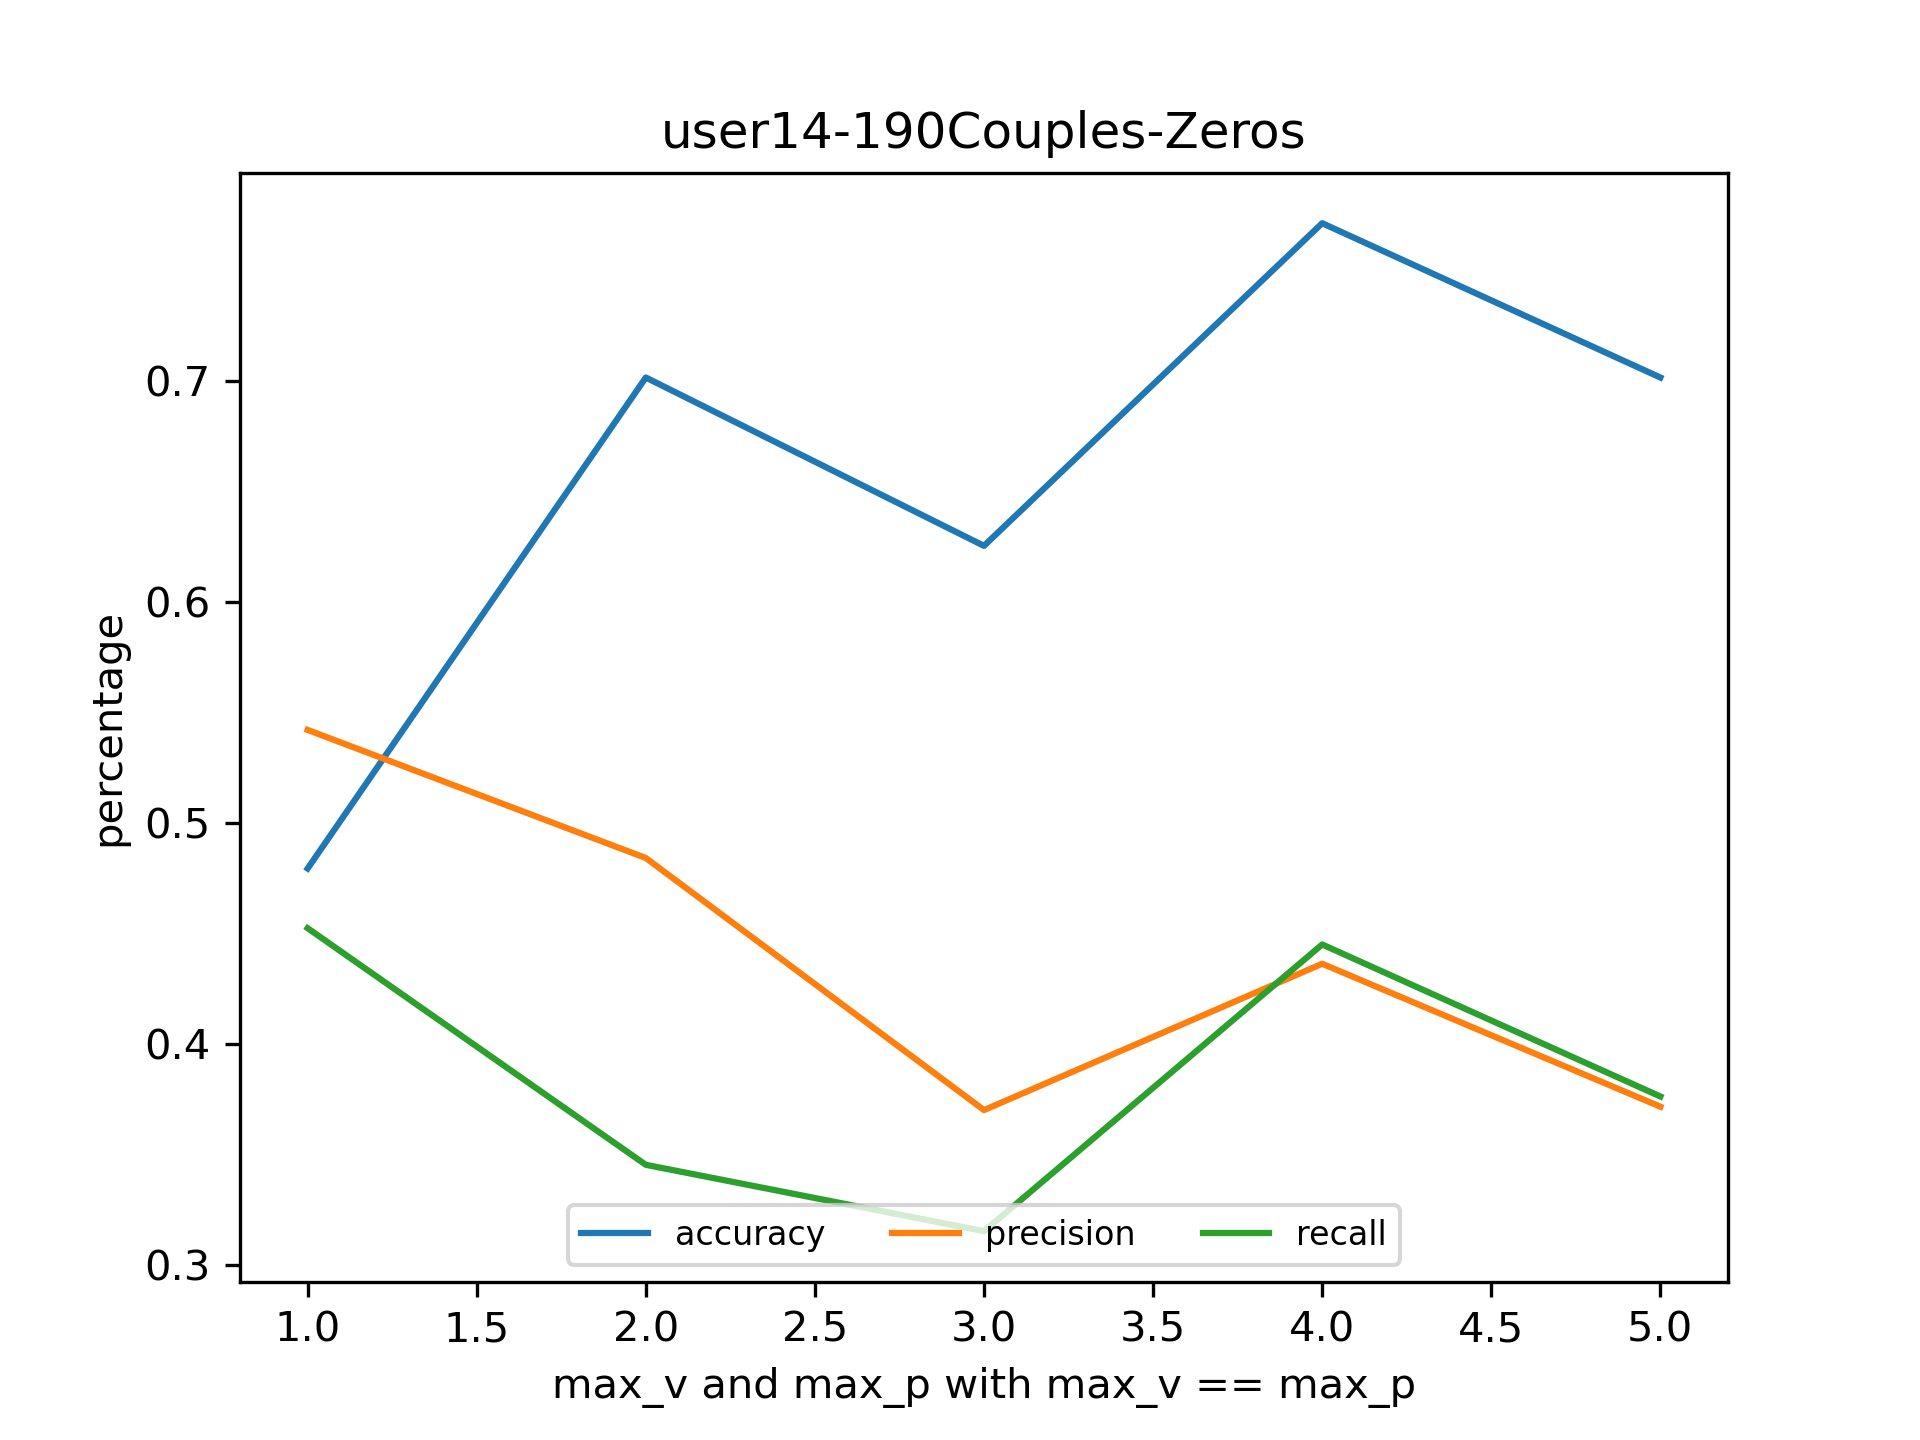 user14-190Couples-Zeros
percentage
0.7
0.6
0.5
0.4
0.3
accuracy precision recall
1.0 1.5 2.0 2.5 3.0 3.5 4.0 4.5 5.0
max_v and max_p with max_v == max_p